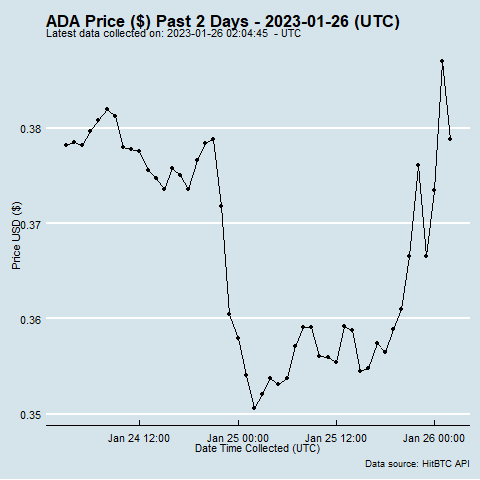 ADA Price ($) Past 2 Days - 2023-01-26 (UTC)
Latest data collected on: 2023-01-26 02:04:45 - UTC
0.38
0.37
0.36
0.35
Price USD ($)
Jan 24 12:00 Jan 25 00:00 Jan 25 12:00 Jan 26 00:00
Date Time Collected (UTC)
Data source: HitBTC API